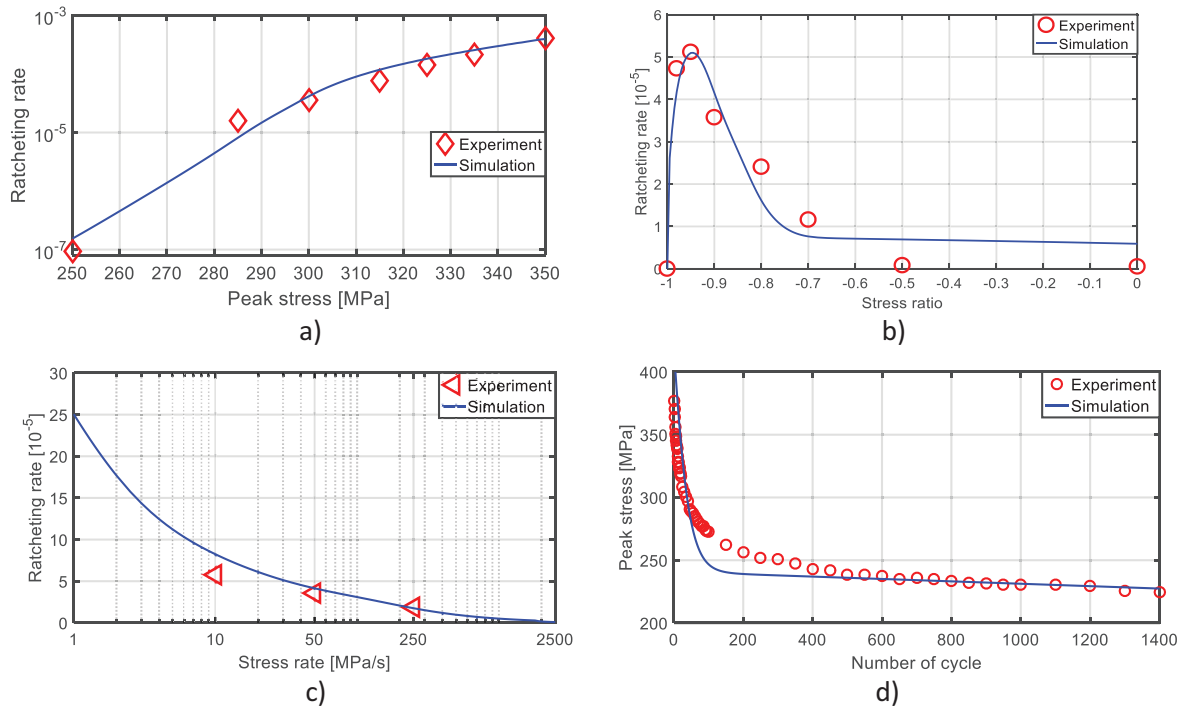 10-3
10-5
10-7
Ratcheting rate
Experiment
Simulation
250 260 270 280 290 300 310 320 330 340 350
Peak stress [MPa]
a)
6
5
4
3
2
1
0
Ratcheting rate [10-5]
Experiment
Simulation
-1 -0.9 -0.8 -0.7 -0.6 -0.5 -0.4 -0.3 -0.2 -0.1 0
Stress ratio
b)
30
25
20
15
10
5
0
Ratcheting rate [10-5]
Experiment
Simulation
1 10 50 250 2500
Stress rate [MPa/s]
c)
400
350
300
250
200
Peak stress [MPa]
Experiment
Simulation
0 200 400 600 800 1000 1200 1400
Number of cycle
d)